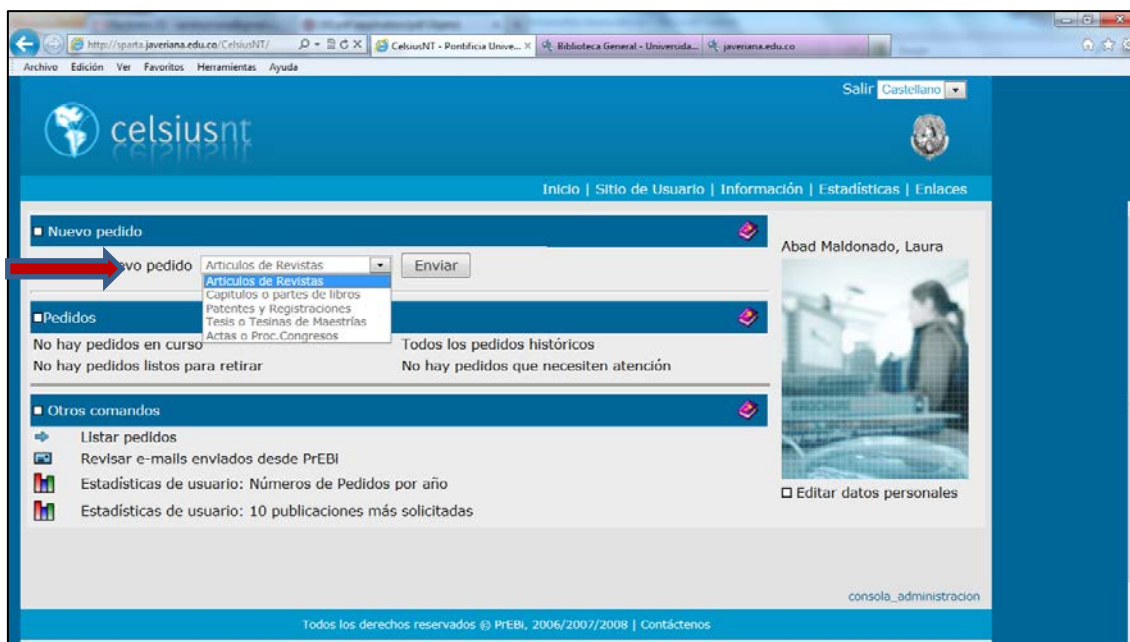 http://sparta.javeriana.edu.co/CelsiusNT/
CelsiusNT - Pontificia Unive...
Biblioteca General - Universida...
javeriana.edu.co
Archivo Edición Ver Favoritos Herramientas Ayuda
Salir Castellano
celsiusnt
Inicio | Sitio de Usuario | Información | Estadísticas | Enlaces
Nuevo pedido
evo pedido Articulos de Revistas Enviar
Articulos de Revistas
Capitulos o partes de libros
Patentes y Registraciones
Tesis o Tesinas de Maestrías
Actas o Proc.Congresos
Abad Maldonado, Laura
Pedidos
No hay pedidos en curso Todos los pedidos históricos
No hay pedidos listos para retirar No hay pedidos que necesiten atención
Otros comandos
Listar pedidos
Revisar e-mails enviados desde PrEBi
Estadísticas de usuario: Números de Pedidos por año
Estadísticas de usuario: 10 publicaciones más solicitadas
Editar datos personales
consola_administracion
Todos los derechos reservados @ PrEBi, 2006/2007/2008 | Contáctenos